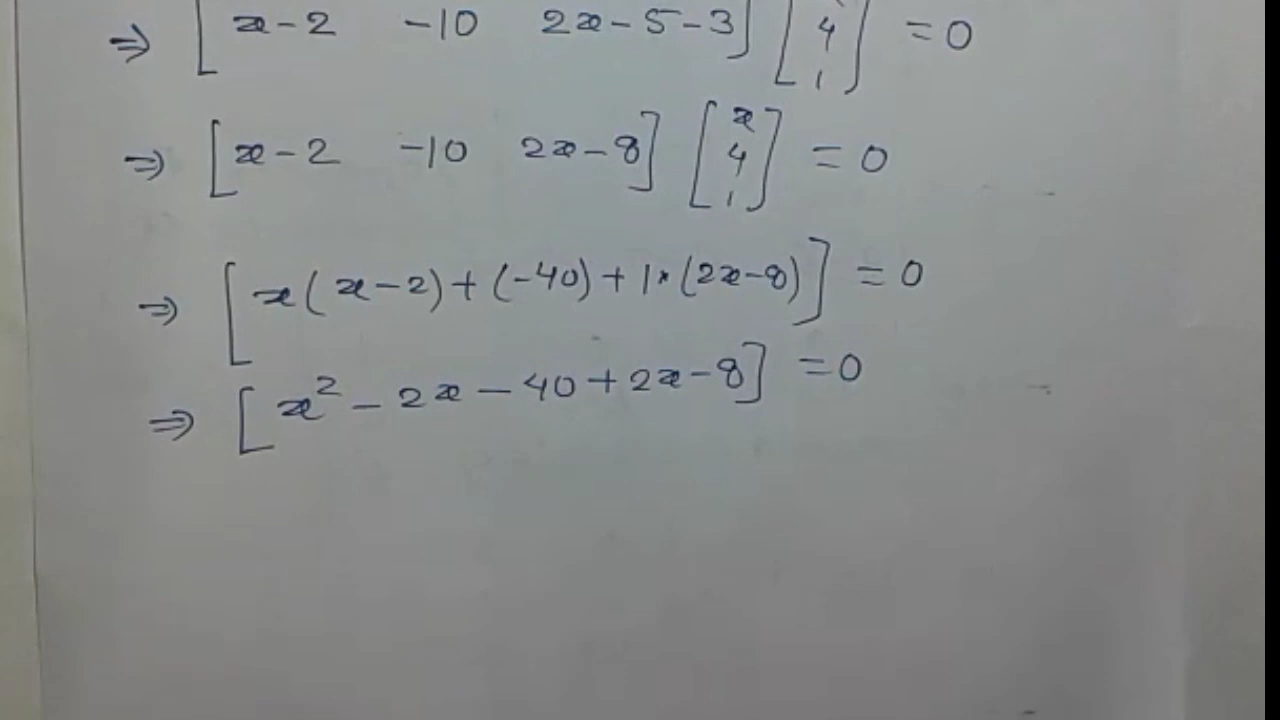 ⇒ [ x-2 -10 2x-5-3 ] [ 4 1 ] =0
⇒ [ x-2 -10 2x-8 ] [ x 4 1 ] =0
⇒ [ x(x-2)+(-40)+1×(2x-8) ] =0
⇒ [ x² - 2x - 40 + 2x - 8 ] =0